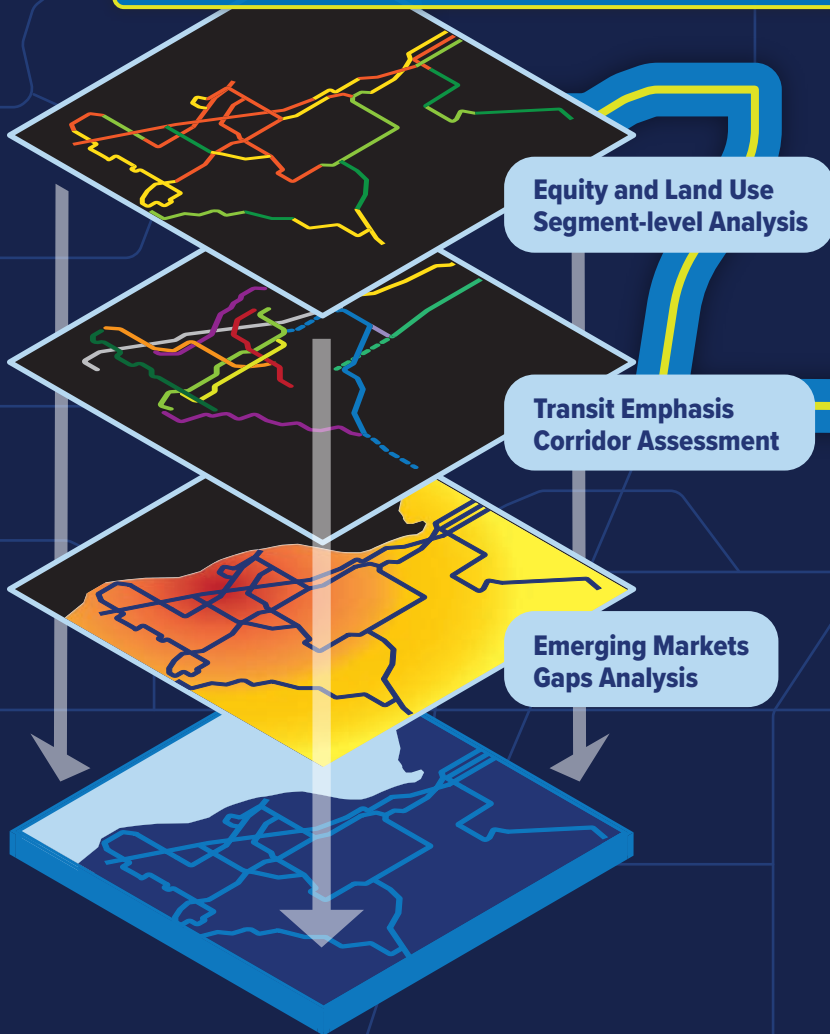 Equity and Land Use
Segment-level Analysis
Transit Emphasis
Corridor Assessment
Emerging Markets
Gaps Analysis